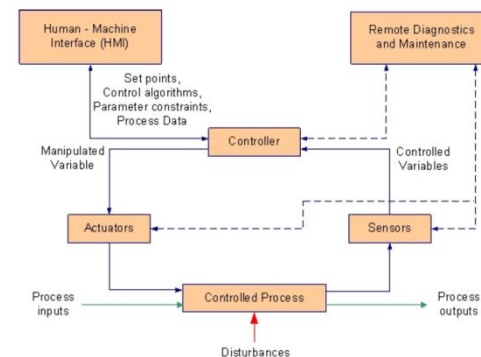 Human - Machine
Interface (HMI)
Remote Diagnostics
and Maintenance
Set points,
Control algorithms,
Parameter constraints,
Process Data
Controller
Manipulated
Variable
Controlled
Variables
Actuators
Sensors
Process
inputs
Controlled Process
Process
outputs
Disturbances